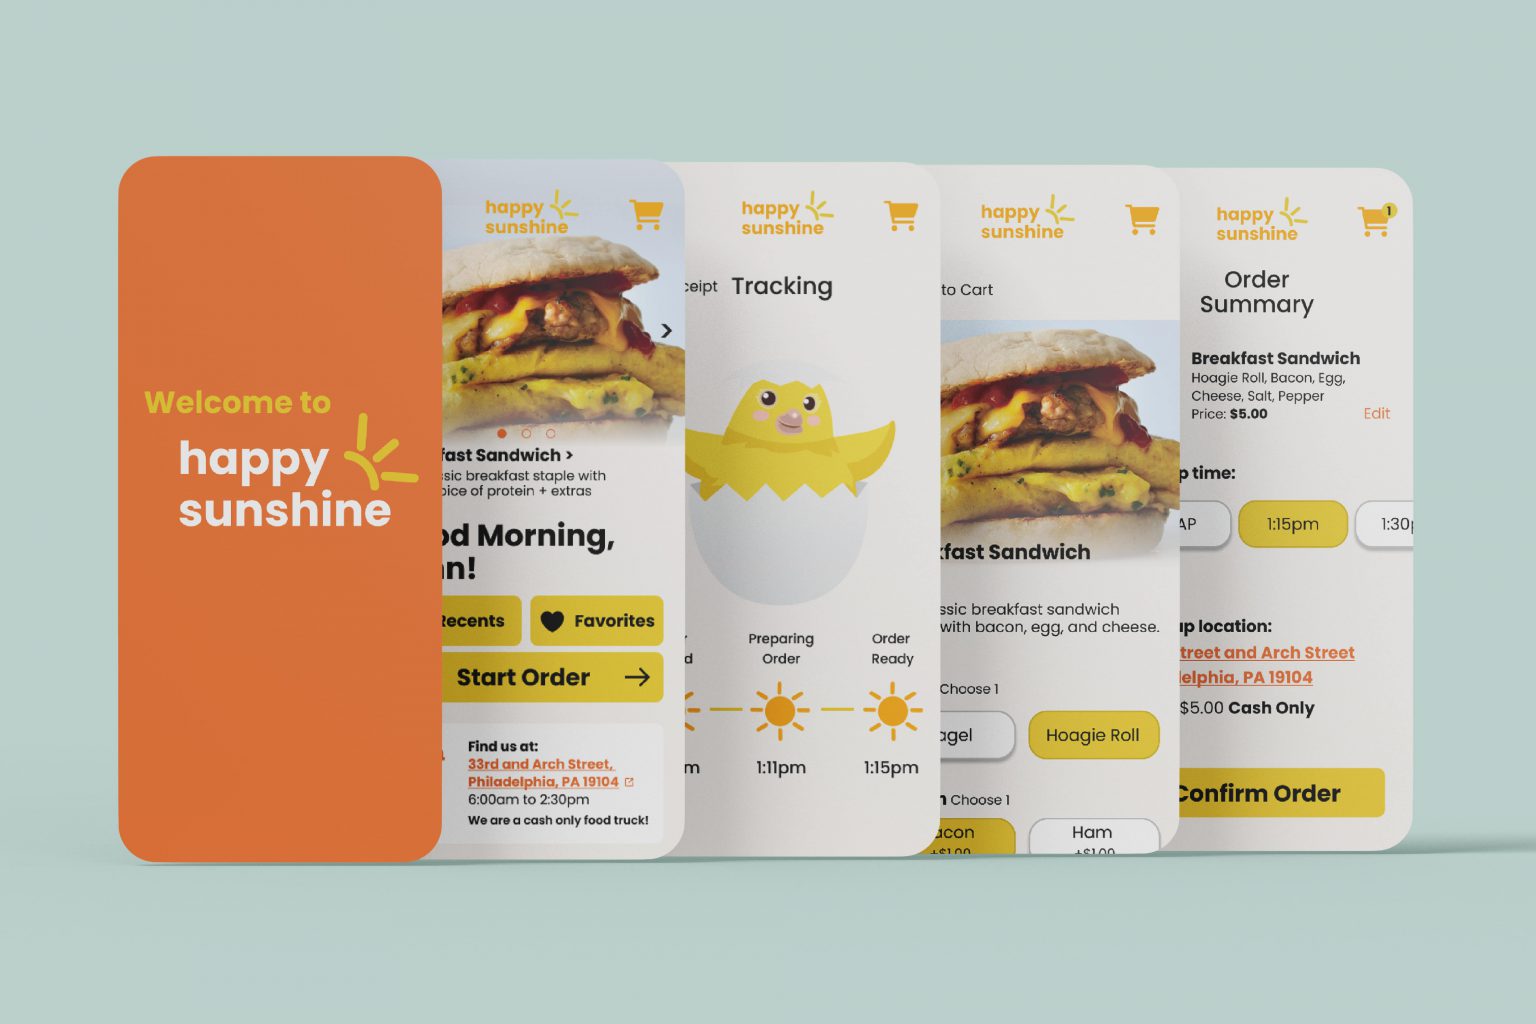 Welcome to
happy
sunshine
happy
sunshine
fast Sandwich >
ssic breakfast staple with
oice of protein + extras
od Morning,
nn!
Recents
Favorites
Start Order
Find us at:
33rd and Arch Street,
Philadelphia, PA 19104
6:00am to 2:30pm
We are a cash only food truck!
happy
sunshine
ceipt Tracking
Preparing
Order
Order
Ready
d
m
1:11pm
1:15pm
happy
sunshine
to Cart
kfast Sandwich
ssic breakfast sandwich
with bacon, egg, and cheese.
Choose 1
agel
Hoagie Roll
n Choose 1
acon
+$1.00
Ham
+$1.00
happy
sunshine
1
Order
Summary
Breakfast Sandwich
Hoagie Roll, Bacon, Egg,
Cheese, Salt, Pepper
Price: $5.00
Edit
p time:
AP
1:15pm
1:30p
up location:
treet and Arch Street
elphia, PA 19104
$5.00 Cash Only
Confirm Order